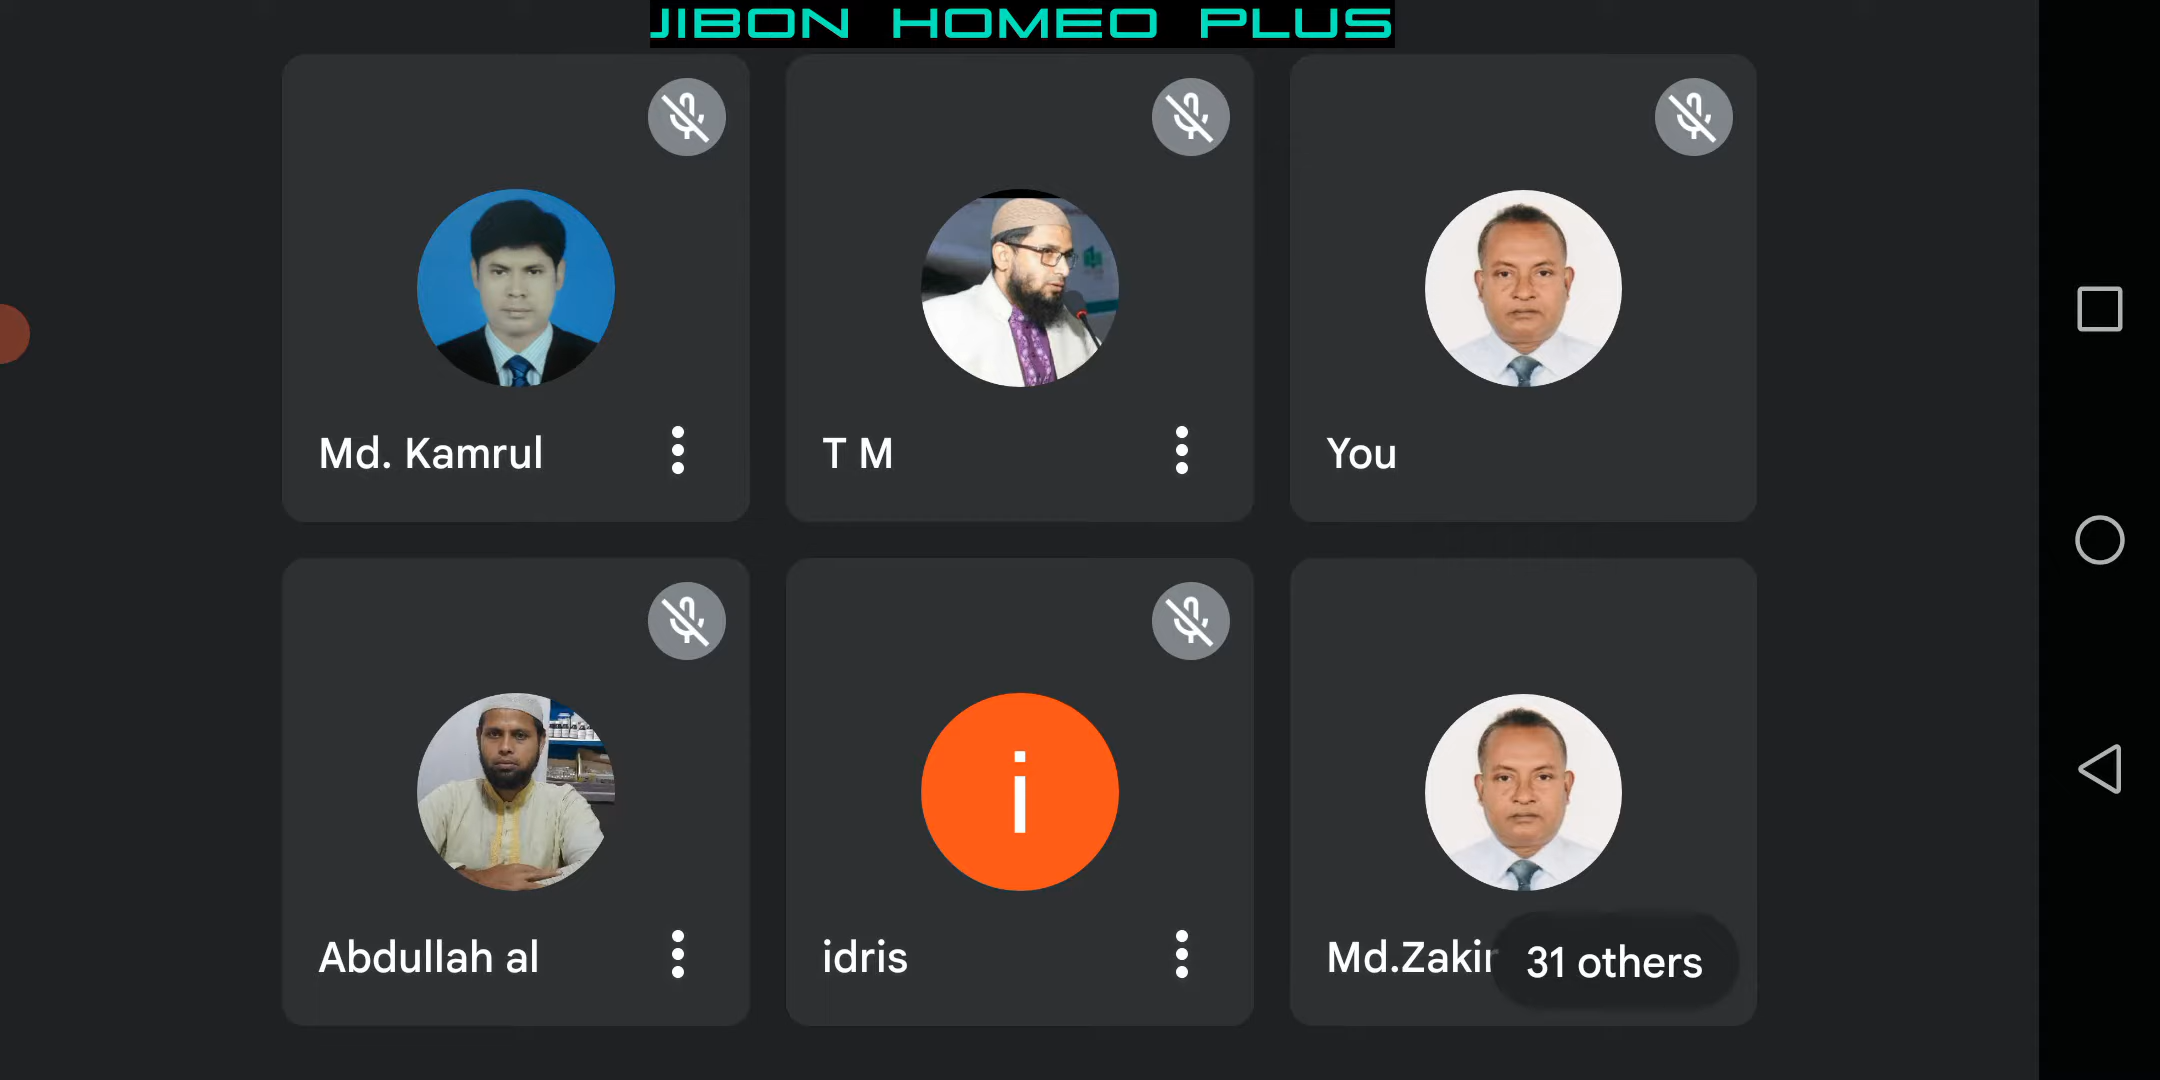 JIBON HOMEO PLUS
Md. Kamrul
T M
You
Abdullah al
i
idris
Md.Zakir
31 others